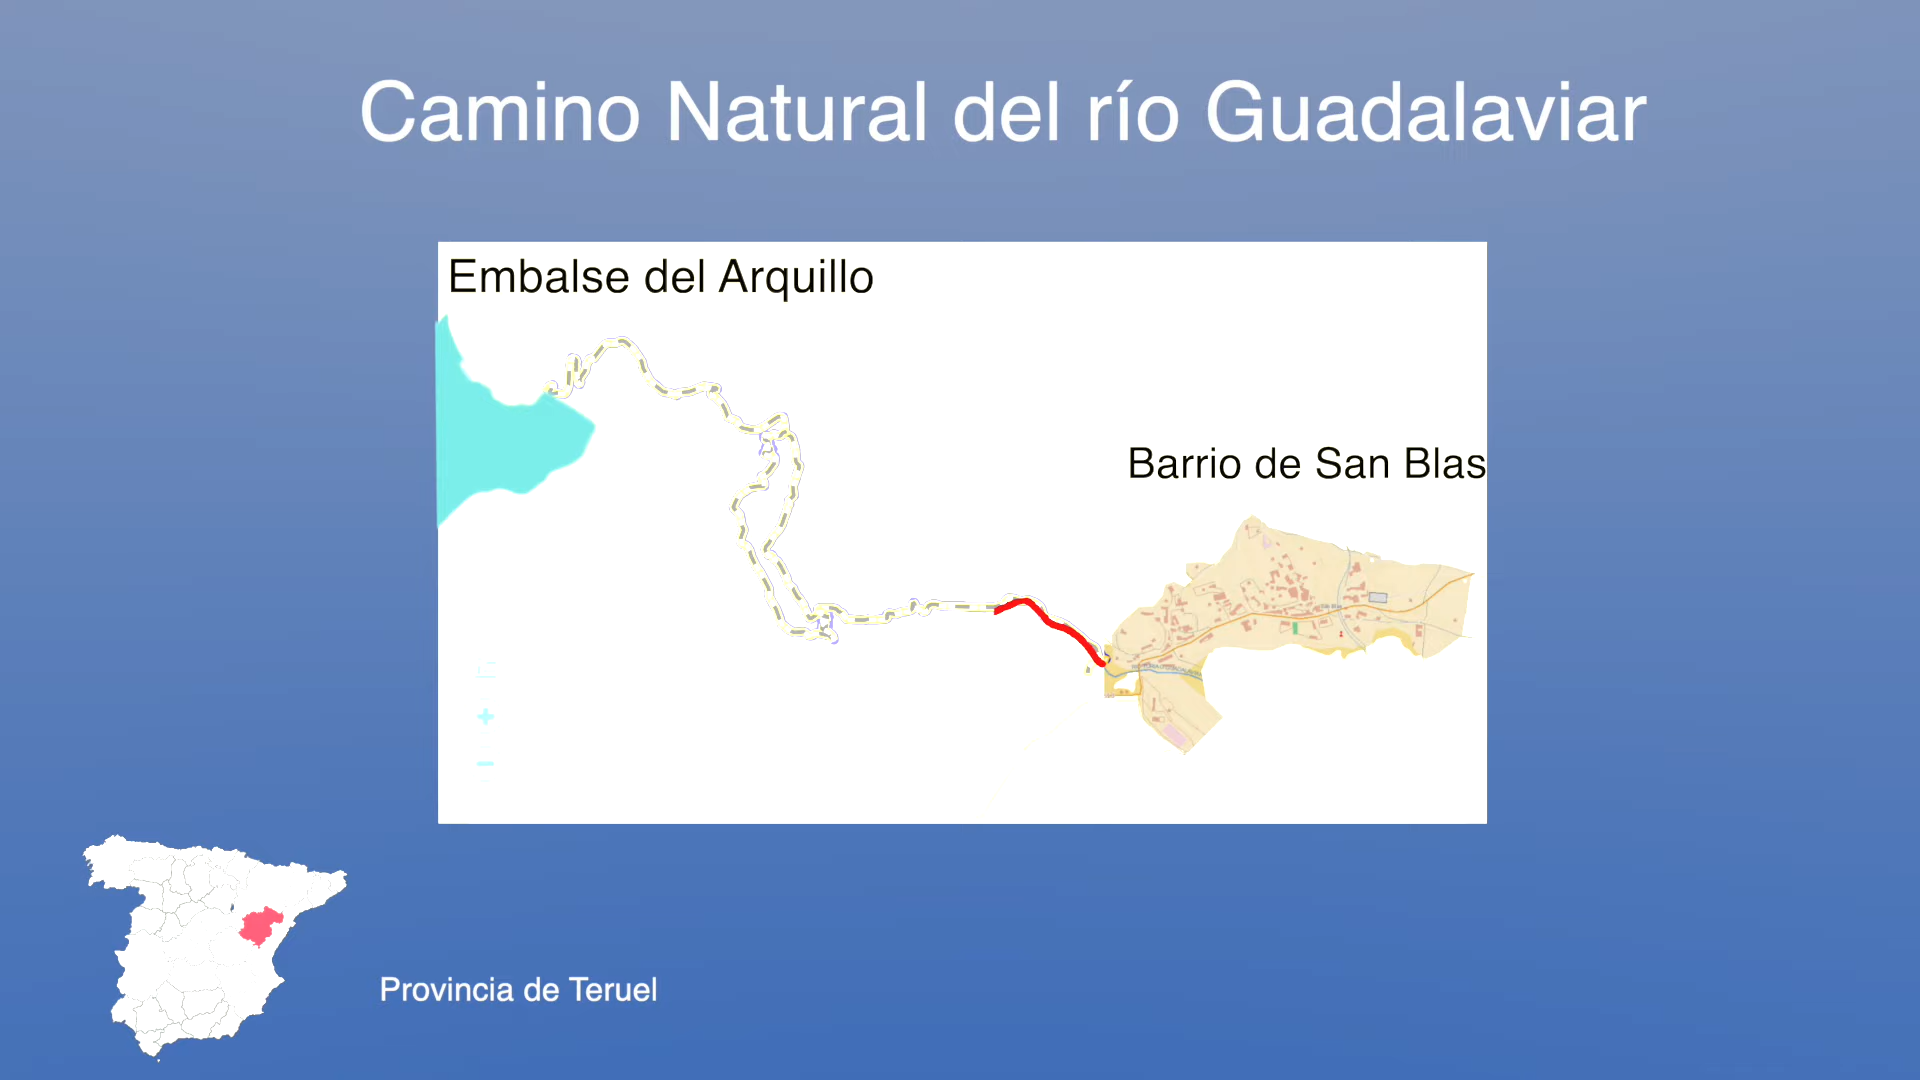 Camino Natural del río Guadalaviar
Embalse del Arquillo
Barrio de San Blas
Provincia de Teruel